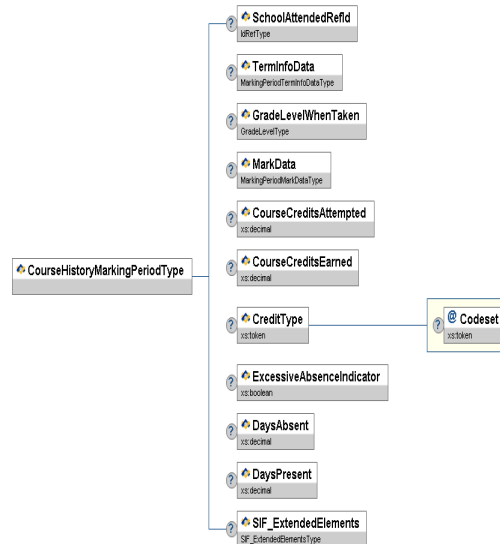 ? SchoolAttendedRefId
IdRefType
? TermInfoData
MarkingPeriodTermInfoDataType
? GradeLevelWhenTaken
GradeLevelType
? MarkData
MarkingPeriodMarkDataType
? CourseCreditsAttempted
xs:decimal
? CourseCreditsEarned
xs:decimal
CourseHistoryMarkingPeriodType
? CreditType
xs:token
? @ Codeset
xs:token
? ExcessiveAbsenceIndicator
xs:boolean
? DaysAbsent
xs:decimal
? DaysPresent
xs:decimal
? SIF_ExtendedElements
SIF_ExtendedElementsType